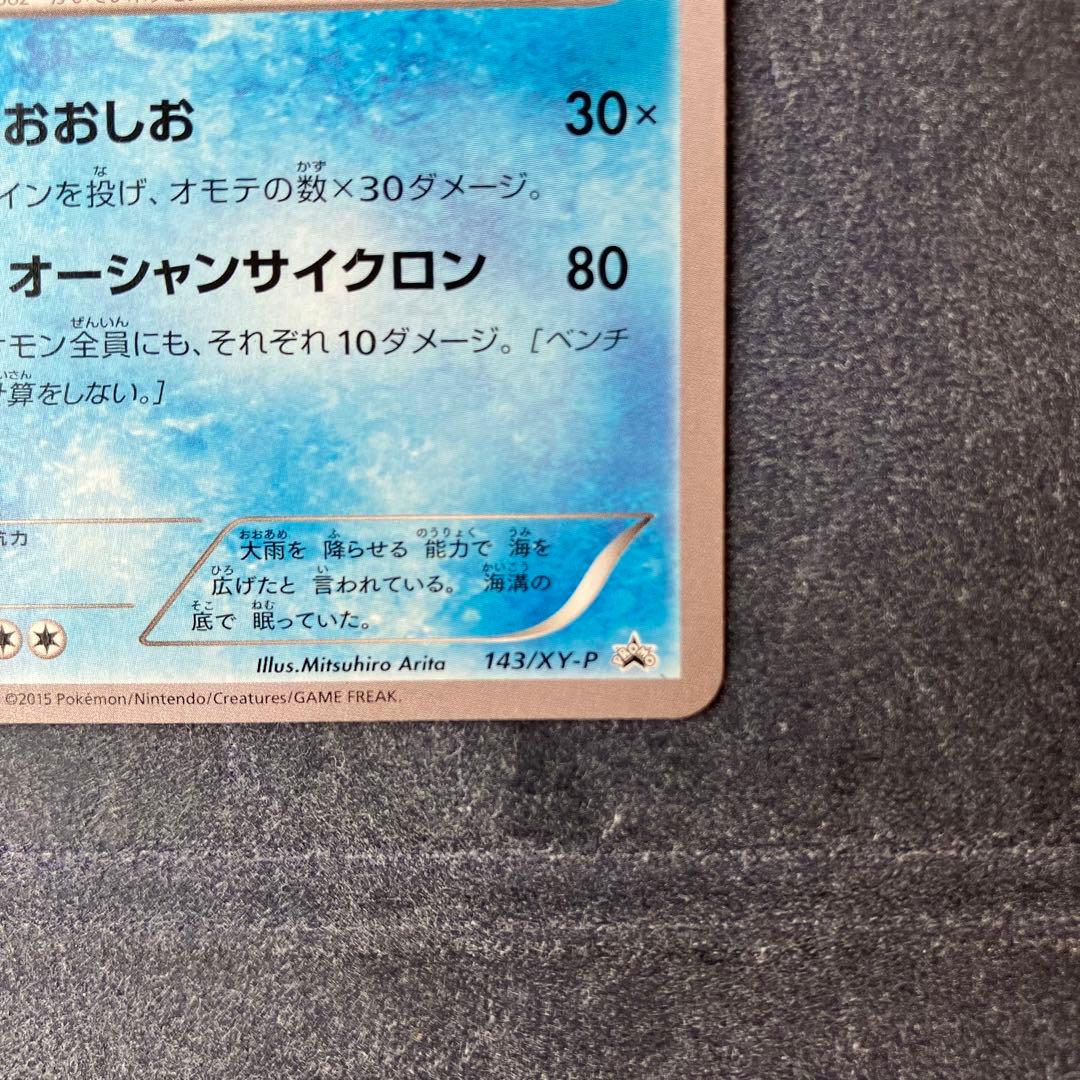 おおしお 30×
インを投げ、オモテの数×30ダメージ。
オーシャンサイクロン 80
モン全員にも、それぞれ10ダメージ。[ベンチ
算をしない。]
抗力
大雨を 降らせる 能力で 海を
広げたと 言われている。 海溝の
底で 眠っていた。
Illus.Mitsuhiro Arita 143/XY-P PROMO
©2015 Pokémon/Nintendo/Creatures/GAME FREAK.